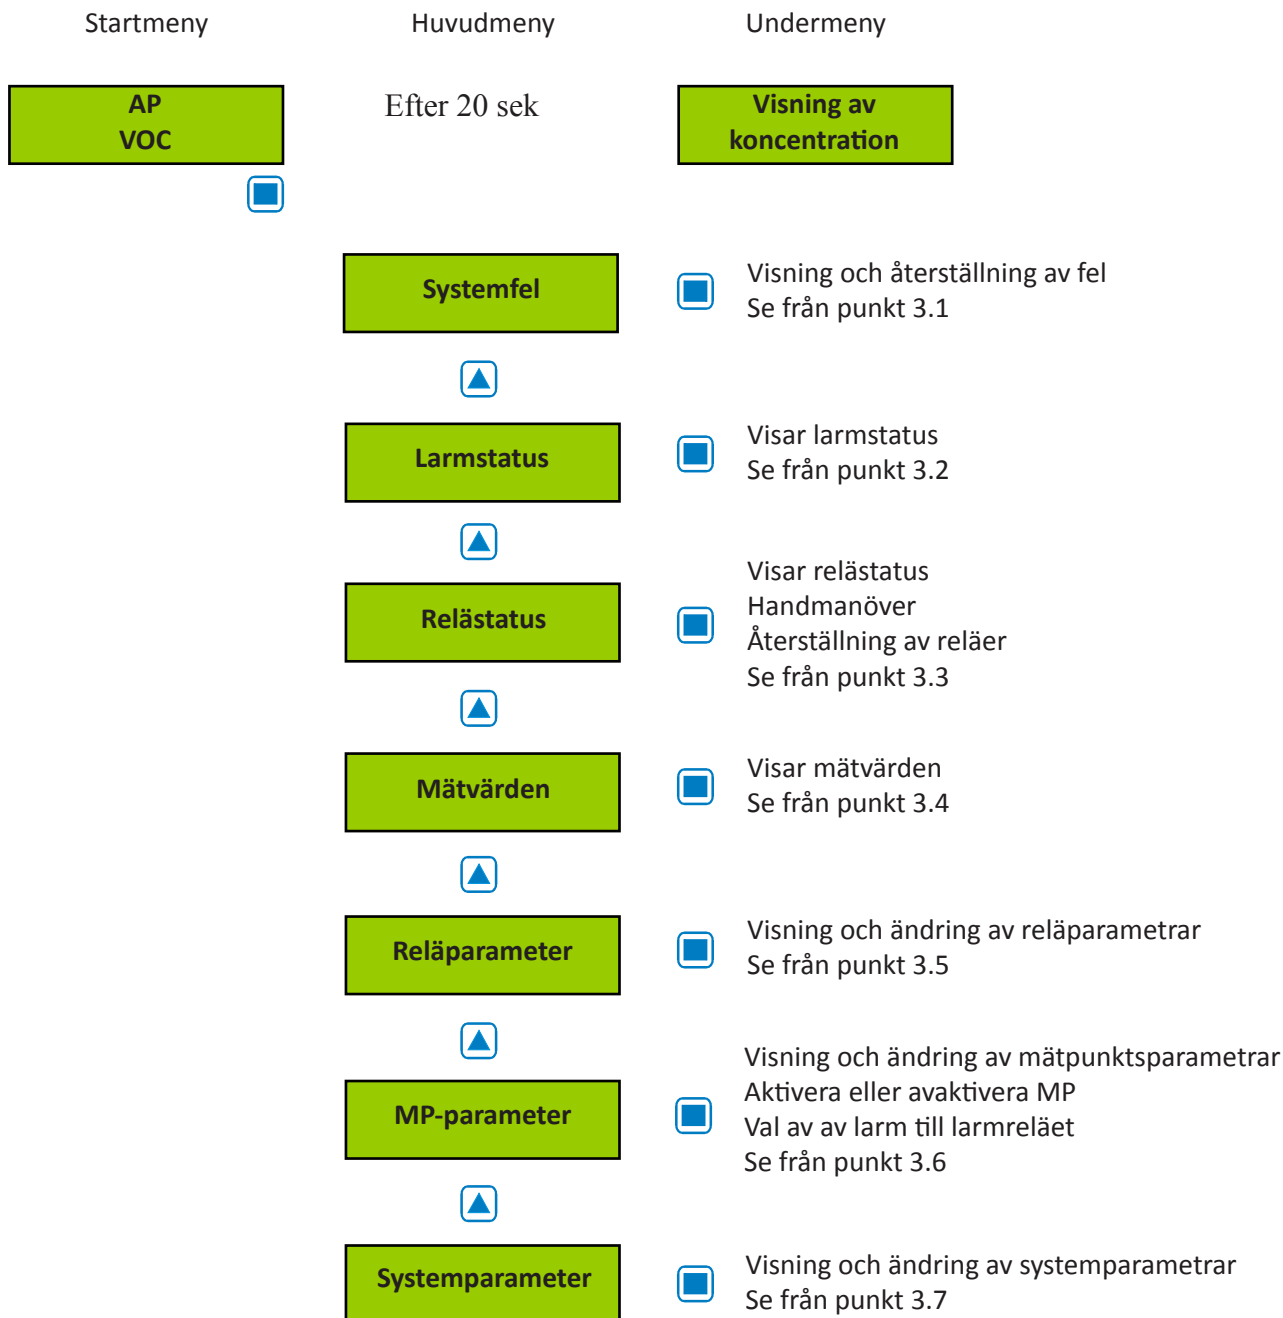 Startmeny
Huvudmeny
Undermeny
AP
VOC
Efter 20 sek
Visning av
koncentration
Systemfel
Visning och återställning av fel
Se från punkt 3.1
Larmstatus
Visar larmstatus
Se från punkt 3.2
Relästatus
Visar relästatus
Handmanöver
Återställning av reläer
Se från punkt 3.3
Mätvärden
Visar mätvärden
Se från punkt 3.4
Reläparameter
Visning och ändring av reläparametrar
Se från punkt 3.5
MP-parameter
Visning och ändring av mätpunktsparametrar
Aktivera eller avaktivera MP
Val av av larm till larmreläet
Se från punkt 3.6
Systemparameter
Visning och ändring av systemparametrar
Se från punkt 3.7